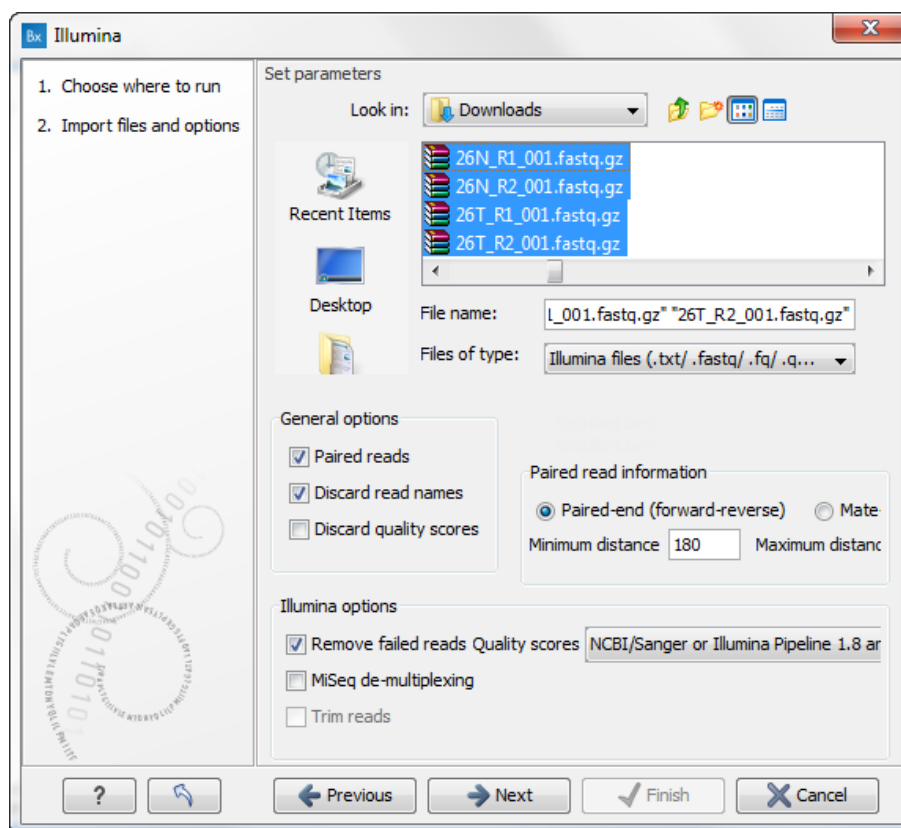 Bx Illumina
1. Choose where to run
2. Import files and options
Set parameters
Look in: Downloads
Recent Items
Desktop
26N_R1_001.fastq.gz
26N_R2_001.fastq.gz
26T_R1_001.fastq.gz
26T_R2_001.fastq.gz
File name: _001.fastq.gz" "26T_R2_001.fastq.gz"
Files of type: Illumina files (.txt/ .fastq/ .fq/ .q...
General options
Paired reads
Discard read names
Discard quality scores
Paired read information
Paired-end (forward-reverse) Mate-
Minimum distance 180 Maximum distanc
Illumina options
Remove failed reads Quality scores NCBI/Sanger or Illumina Pipeline 1.8 an
MiSeq de-multiplexing
Trim reads
? Previous Next Finish Cancel